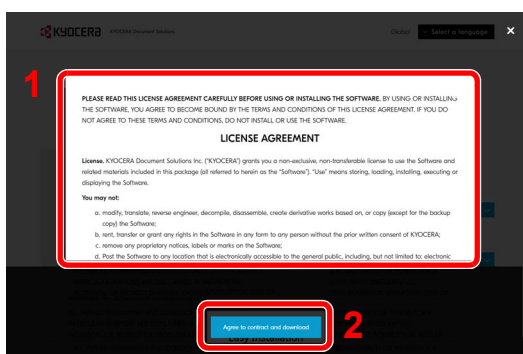 KYOCERA KYOCERA Document Solutions Global Select a language ×
1
PLEASE READ THIS LICENSE AGREEMENT CAREFULLY BEFORE USING OR INSTALLING THE SOFTWARE. BY USING OR INSTALLING
THE SOFTWARE, YOU AGREE TO BECOME BOUND BY THE TERMS AND CONDITIONS OF THIS LICENSE AGREEMENT. IF YOU DO
NOT AGREE TO THESE TERMS AND CONDITIONS, DO NOT INSTALL OR USE THE SOFTWARE.
LICENSE AGREEMENT
License. KYOCERA Document Solutions Inc. ("KYOCERA") grants you a non-exclusive, non-transferable license to use the Software and
related materials included in this package (all referred to herein as the "Software"). "Use" means storing, loading, installing, executing or
displaying the Software.
You may not:
a. modify, translate, reverse engineer, decompile, disassemble, create derivative works based on, or copy (except for the backup
copy) the Software;
b. rent, transfer or grant any rights in the Software in any form to any person without the prior written consent of KYOCERA;
c. remove any proprietary notices, labels or marks on the Software;
d. Post the Software to any location that is electronically accessible to the general public, including, but not limited to: electronic
Agree to contract and download
2
Easy Installation